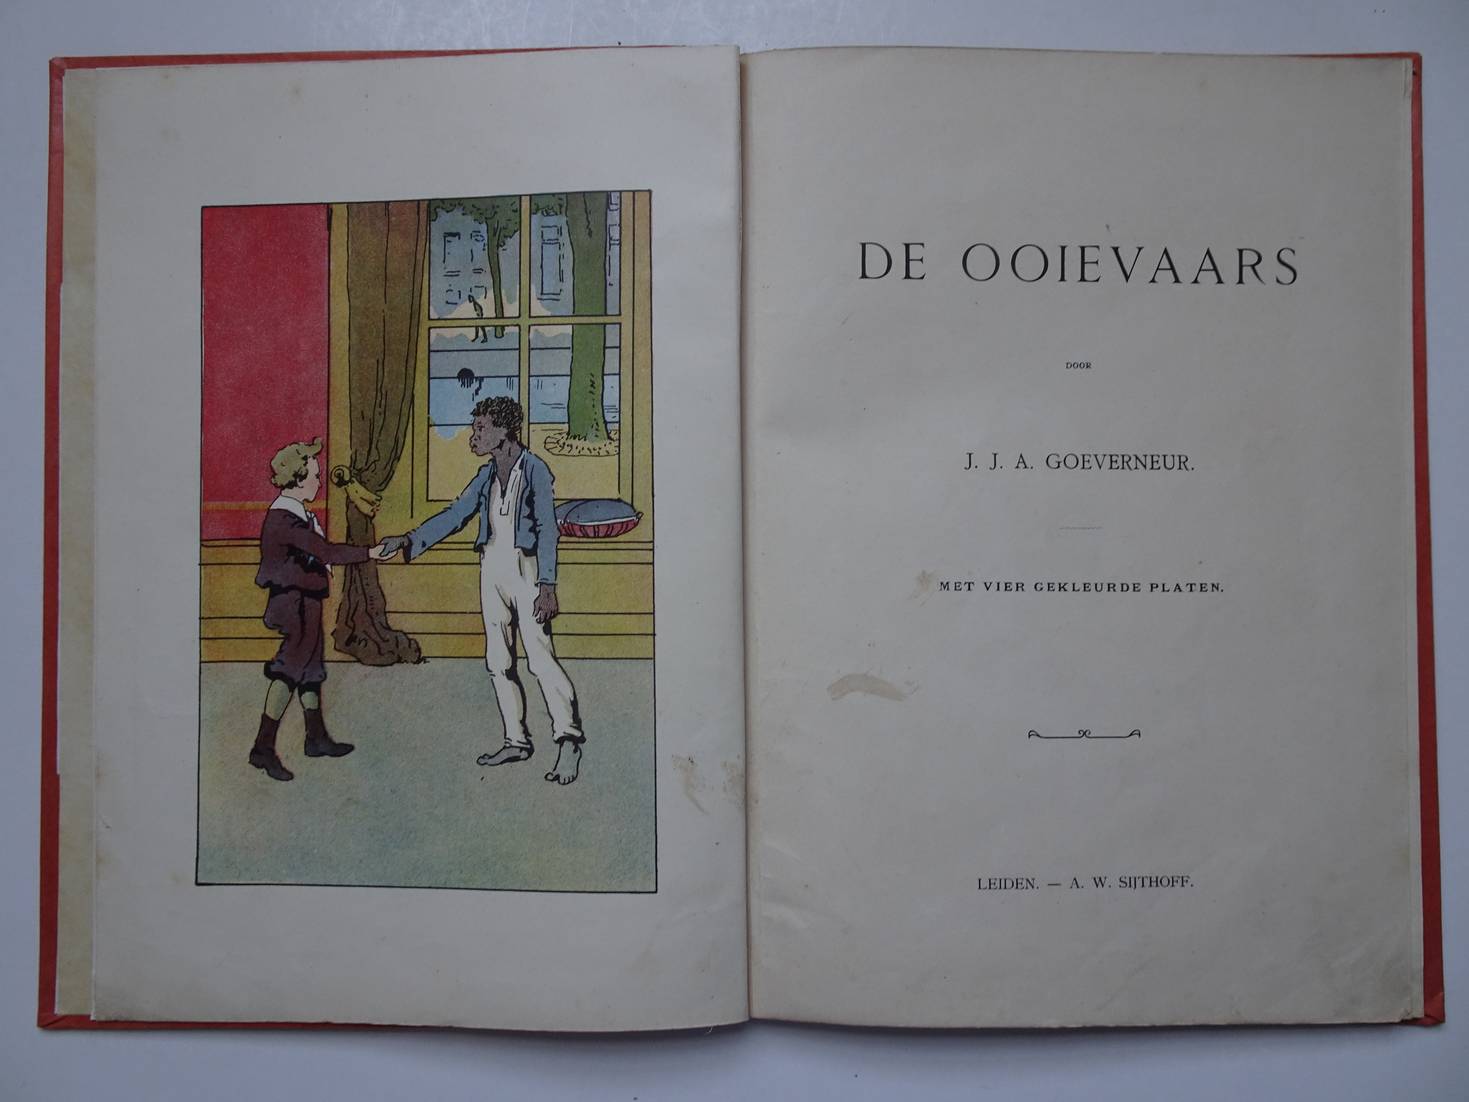 DE OOIEVAARS
DOOR
J. J. A. GOEVERNEUR.
MET VIER GEKLEURDE PLATEN.
LEIDEN. — A. W. SIJTHOFF.